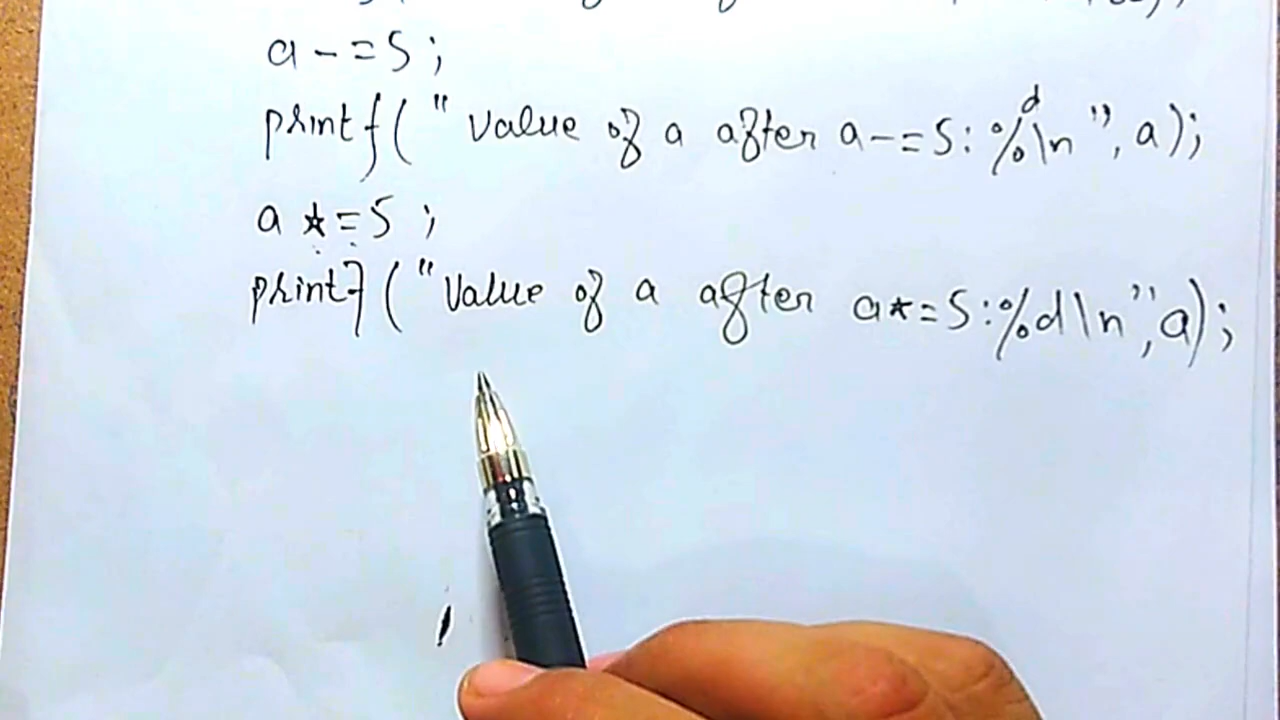 a -=5;
printf("value of a after a-=5:%d\n", a);
a *=5;
printf("Value of a after a*=5:%d\n", a);